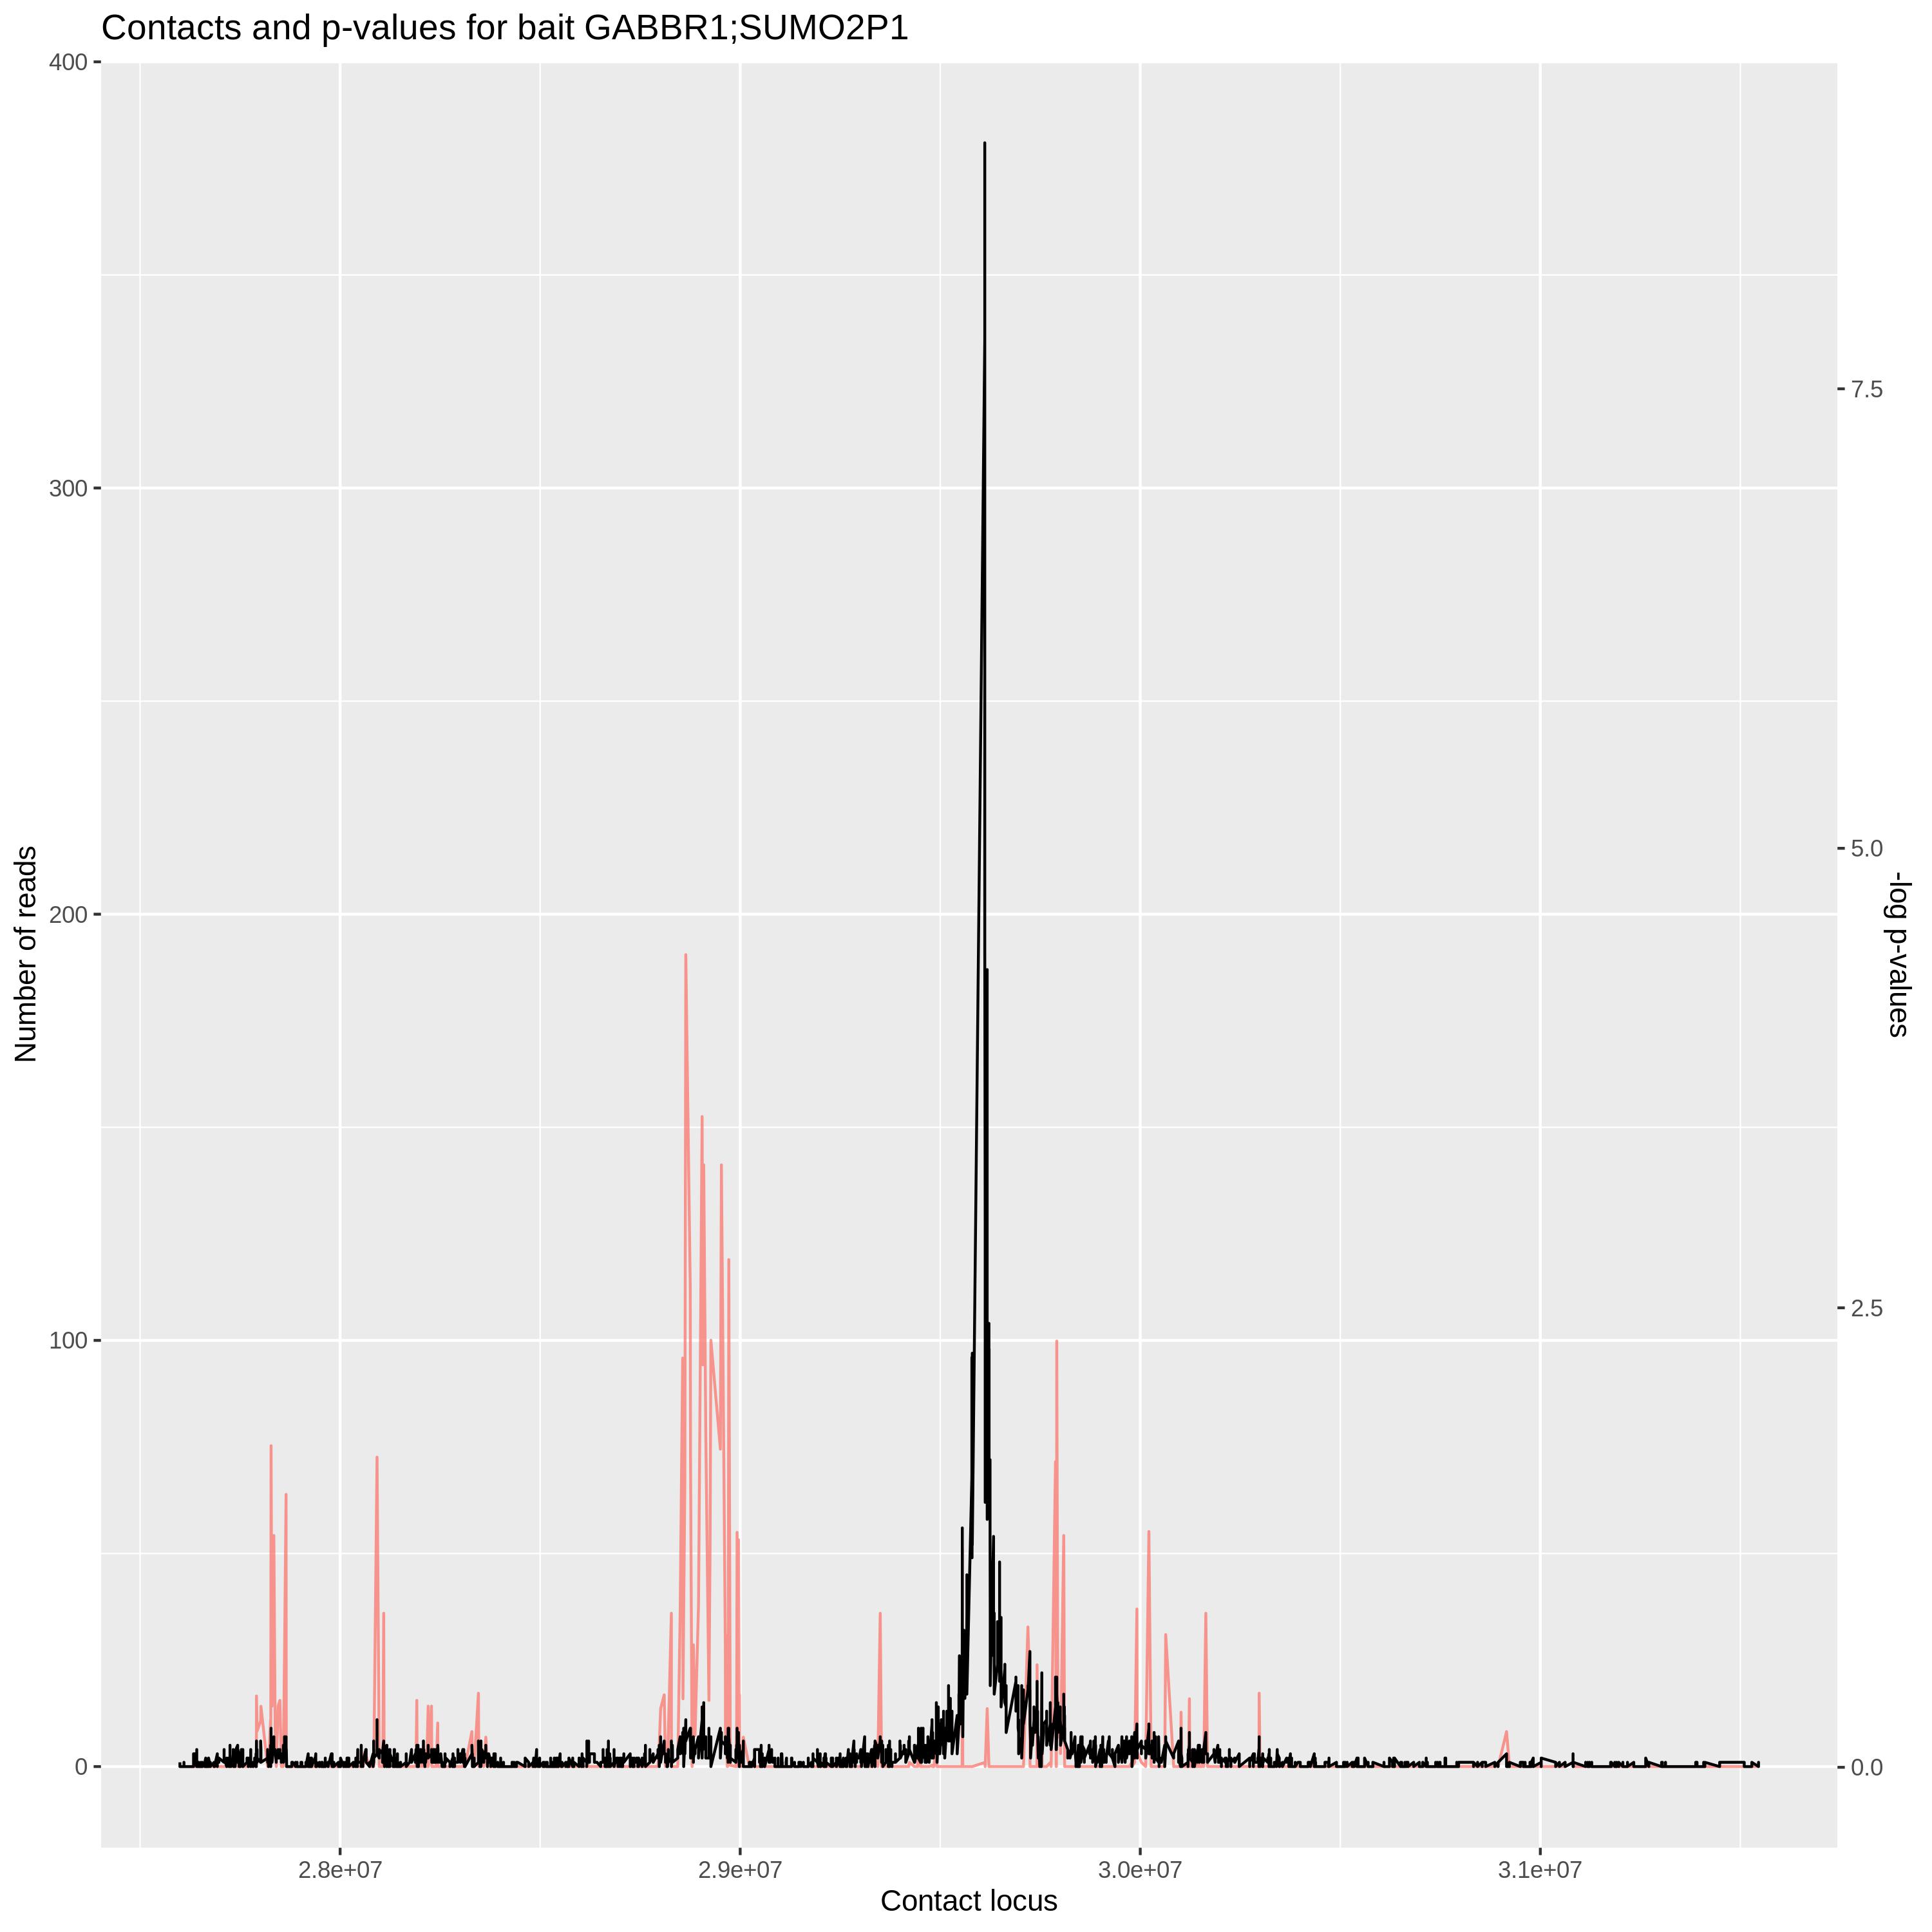 Contacts and p-values for bait GABBR1;SUMO2P1
400
300
200
100
0
Number of reads
7.5
5.0
2.5
0.0
-log p-values
2.8e+07
2.9e+07
3.0e+07
3.1e+07
Contact locus